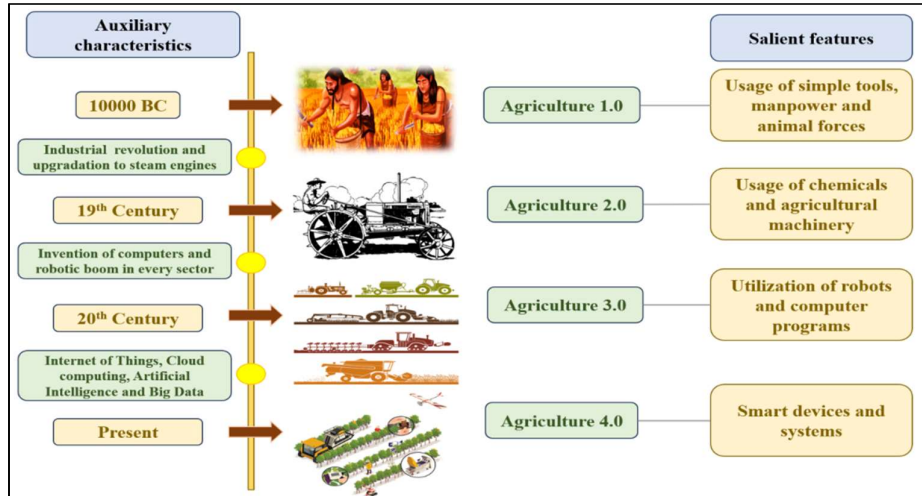 Auxiliary
characteristics
Salient features
10000 BC
Agriculture 1.0
Usage of simple tools,
manpower and
animal forces
Industrial revolution and
upgradation to steam engines
19th Century
Agriculture 2.0
Usage of chemicals
and agricultural
machinery
Invention of computers and
robotic boom in every sector
20th Century
Agriculture 3.0
Utilization of robots
and computer
programs
Internet of Things, Cloud
computing, Artificial
Intelligence and Big Data
Present
Agriculture 4.0
Smart devices and
systems